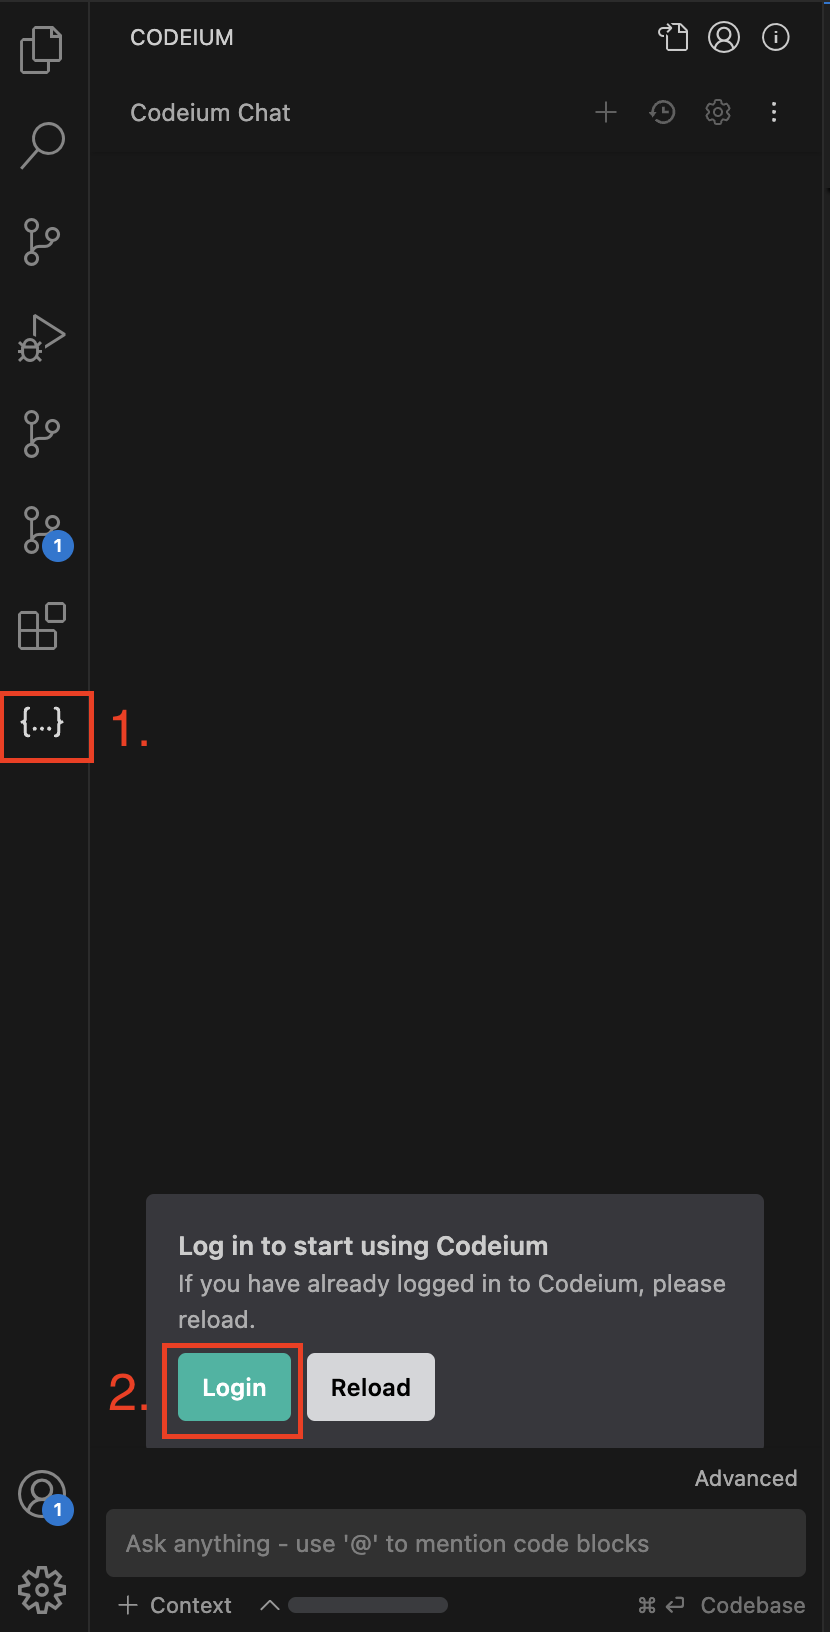 CODEIUM
Codeium Chat
1
{...}
1.
Log in to start using Codeium
If you have already logged in to Codeium, please
reload.
2.
Login
Reload
Advanced
1
Ask anything - use '@' to mention code blocks
+ Context
⌘ ⏎ Codebase